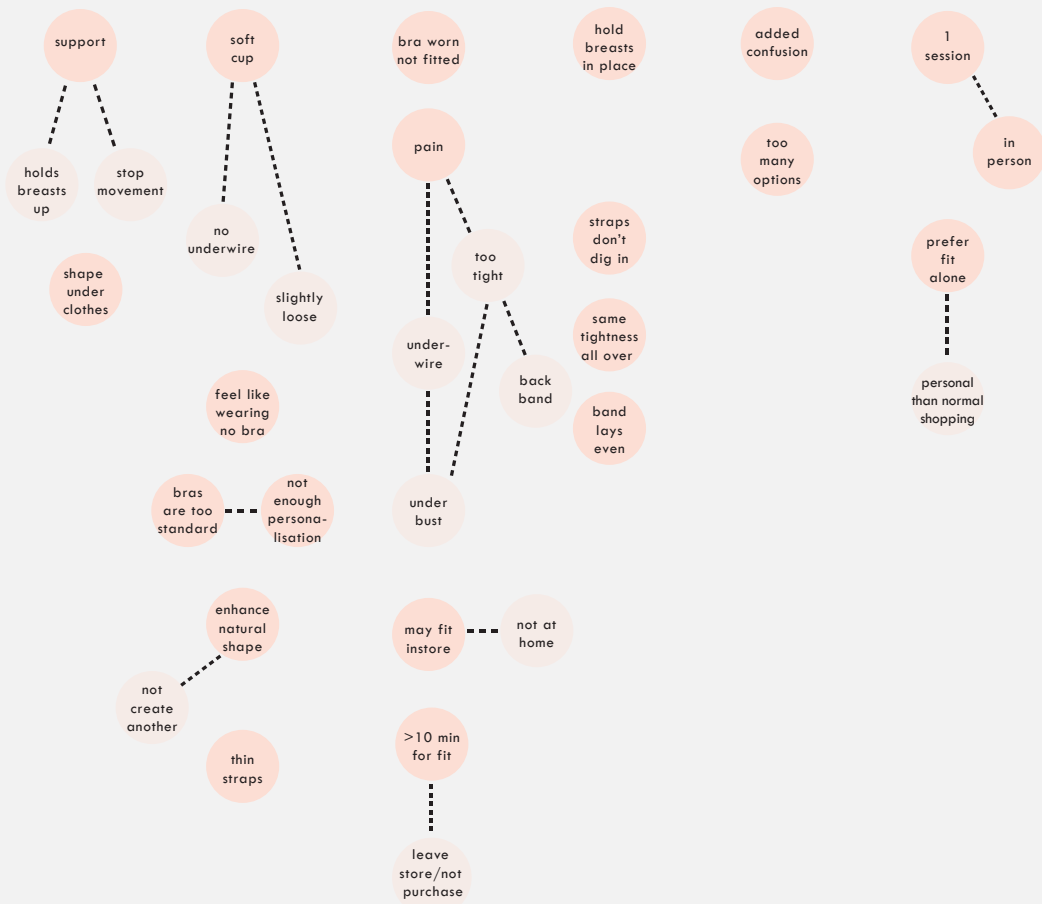 support
holds
breasts
up
stop
movement
shape
under
clothes
soft
cup
no
underwire
slightly
loose
feel like
wearing
no bra
bras
are too
standard
not
enough
persona-
lisation
enhance
natural
shape
not
create
another
thin
straps
bra worn
not fitted
pain
too
tight
under-
wire
back
band
under
bust
may fit
instore
not at
home
>10 min
for fit
leave
store/not
purchase
hold
breasts
in place
straps
don't
dig in
same
tightness
all over
band
lays
even
added
confusion
too
many
options
1
session
in
person
prefer
fit
alone
personal
than normal
shopping